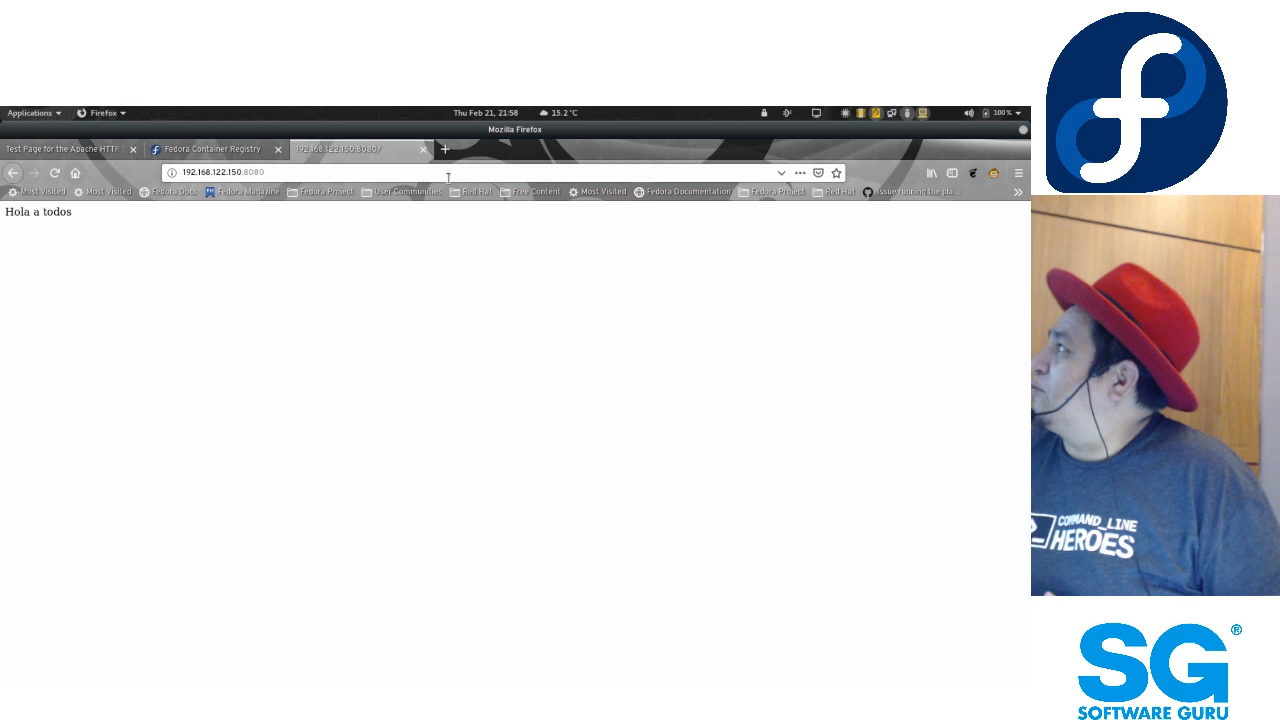 Applications Firefox Thu Feb 21, 21:58 15.2 °C 100 %
Mozilla Firefox
Test Page for the Apache HTTP Fedora Container Registry 192.168.122.150:8080/
192.168.122.150:8080
Most Visited Most Visited Fedora Docs Fedora Magazine Fedora Project User Communities Red Hat Free Content Most Visited Fedora Documentation Fedora Project Red Hat Issue running the pla...
Hola a todos
COMMAND_LINE
HEROES
SG®
SOFTWARE GURU